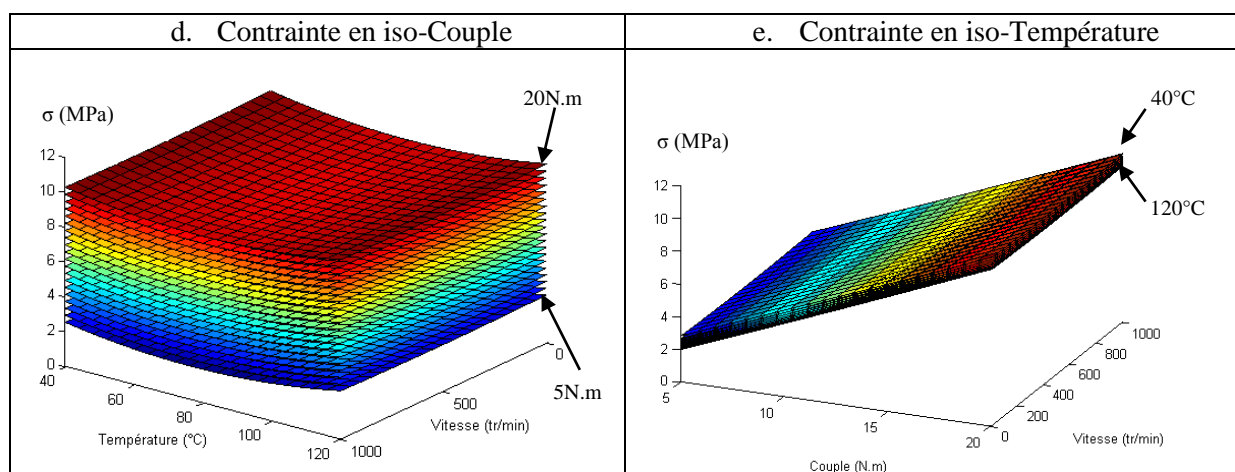 d. Contrainte en iso-Couple
e. Contrainte en iso-Température
σ (MPa)
20N.m
12
10
8
6
4
2
0
40
60
80
100
120
Température (°C)
1000
500
0
Vitesse (tr/min)
5N.m
σ (MPa)
40°C
120°C
12
10
8
6
4
2
0
5
10
15
20
Couple (N.m)
0
200
400
600
800
1000
Vitesse (tr/min)